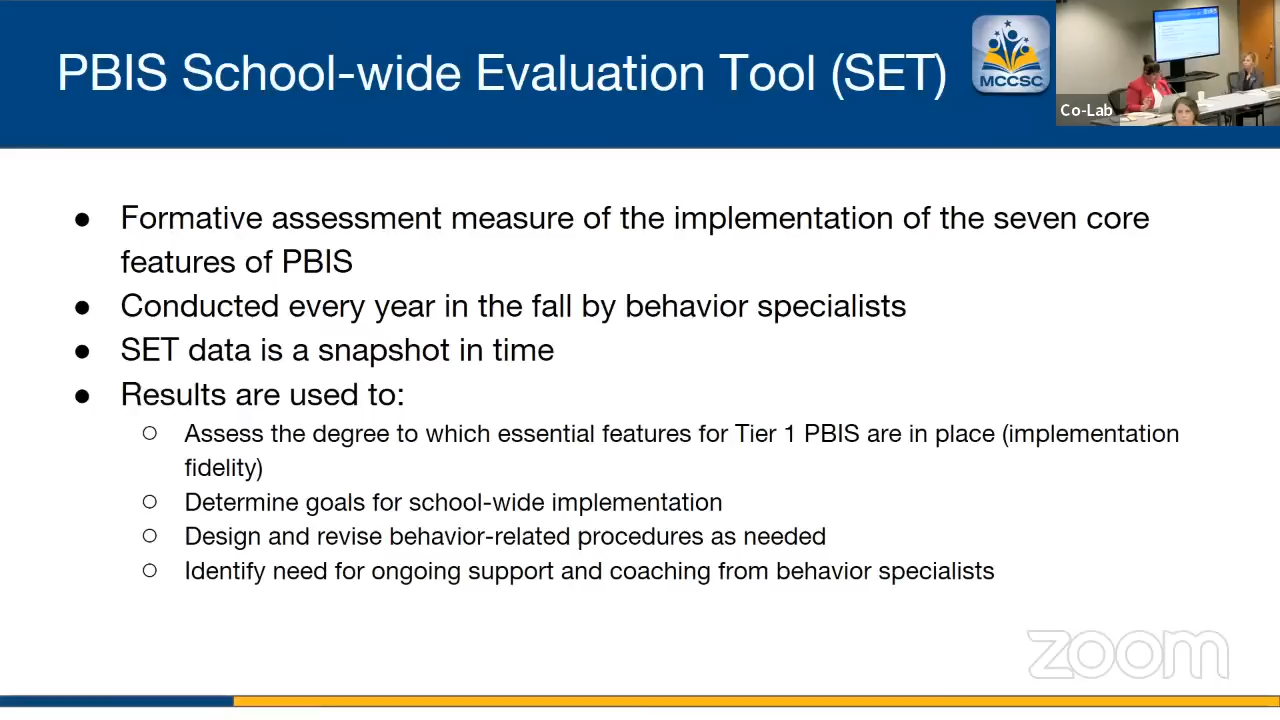 PBIS School-wide Evaluation Tool (SET)
MCCSC
Co-Lab
● Formative assessment measure of the implementation of the seven core
features of PBIS
● Conducted every year in the fall by behavior specialists
● SET data is a snapshot in time
● Results are used to:
○ Assess the degree to which essential features for Tier 1 PBIS are in place (implementation
fidelity)
○ Determine goals for school-wide implementation
○ Design and revise behavior-related procedures as needed
○ Identify need for ongoing support and coaching from behavior specialists
zoom